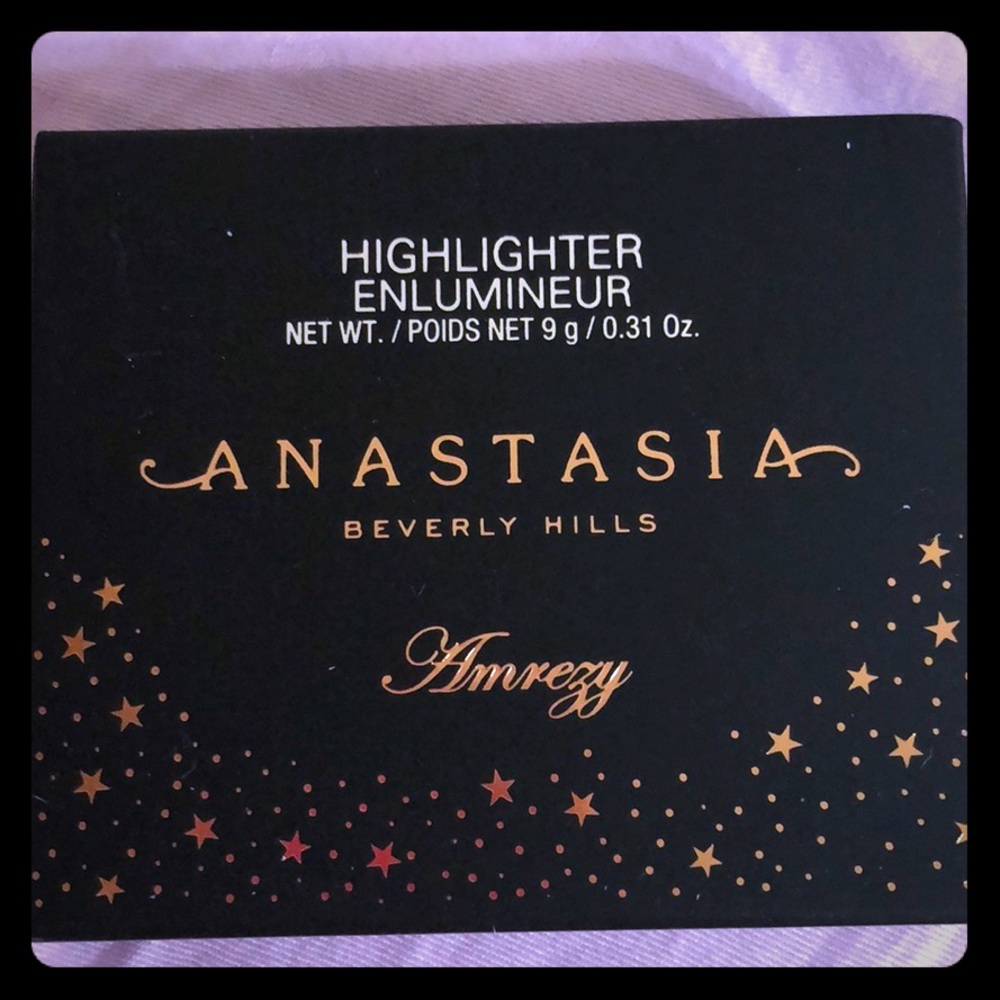 HIGHLIGHTER
ENLUMINEUR
NET WT. / POIDS NET 9 g / 0.31 Oz.
ANASTASIA
BEVERLY HILLS
Amrezy